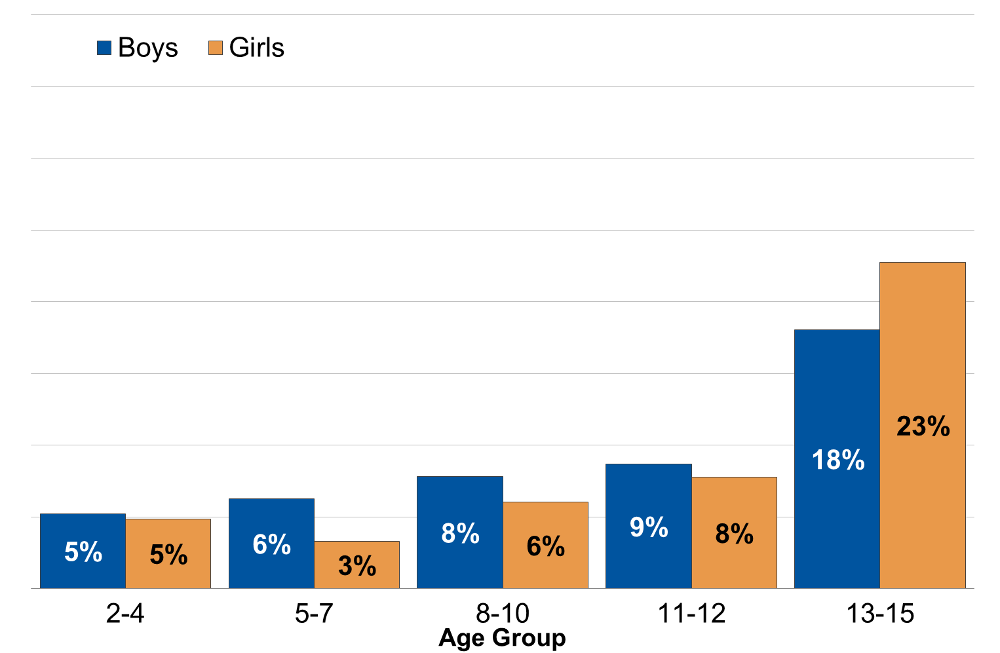 Boys Girls
5% 5% 6% 3% 8% 6% 9% 8% 18% 23%
2-4 5-7 8-10 11-12 13-15
Age Group